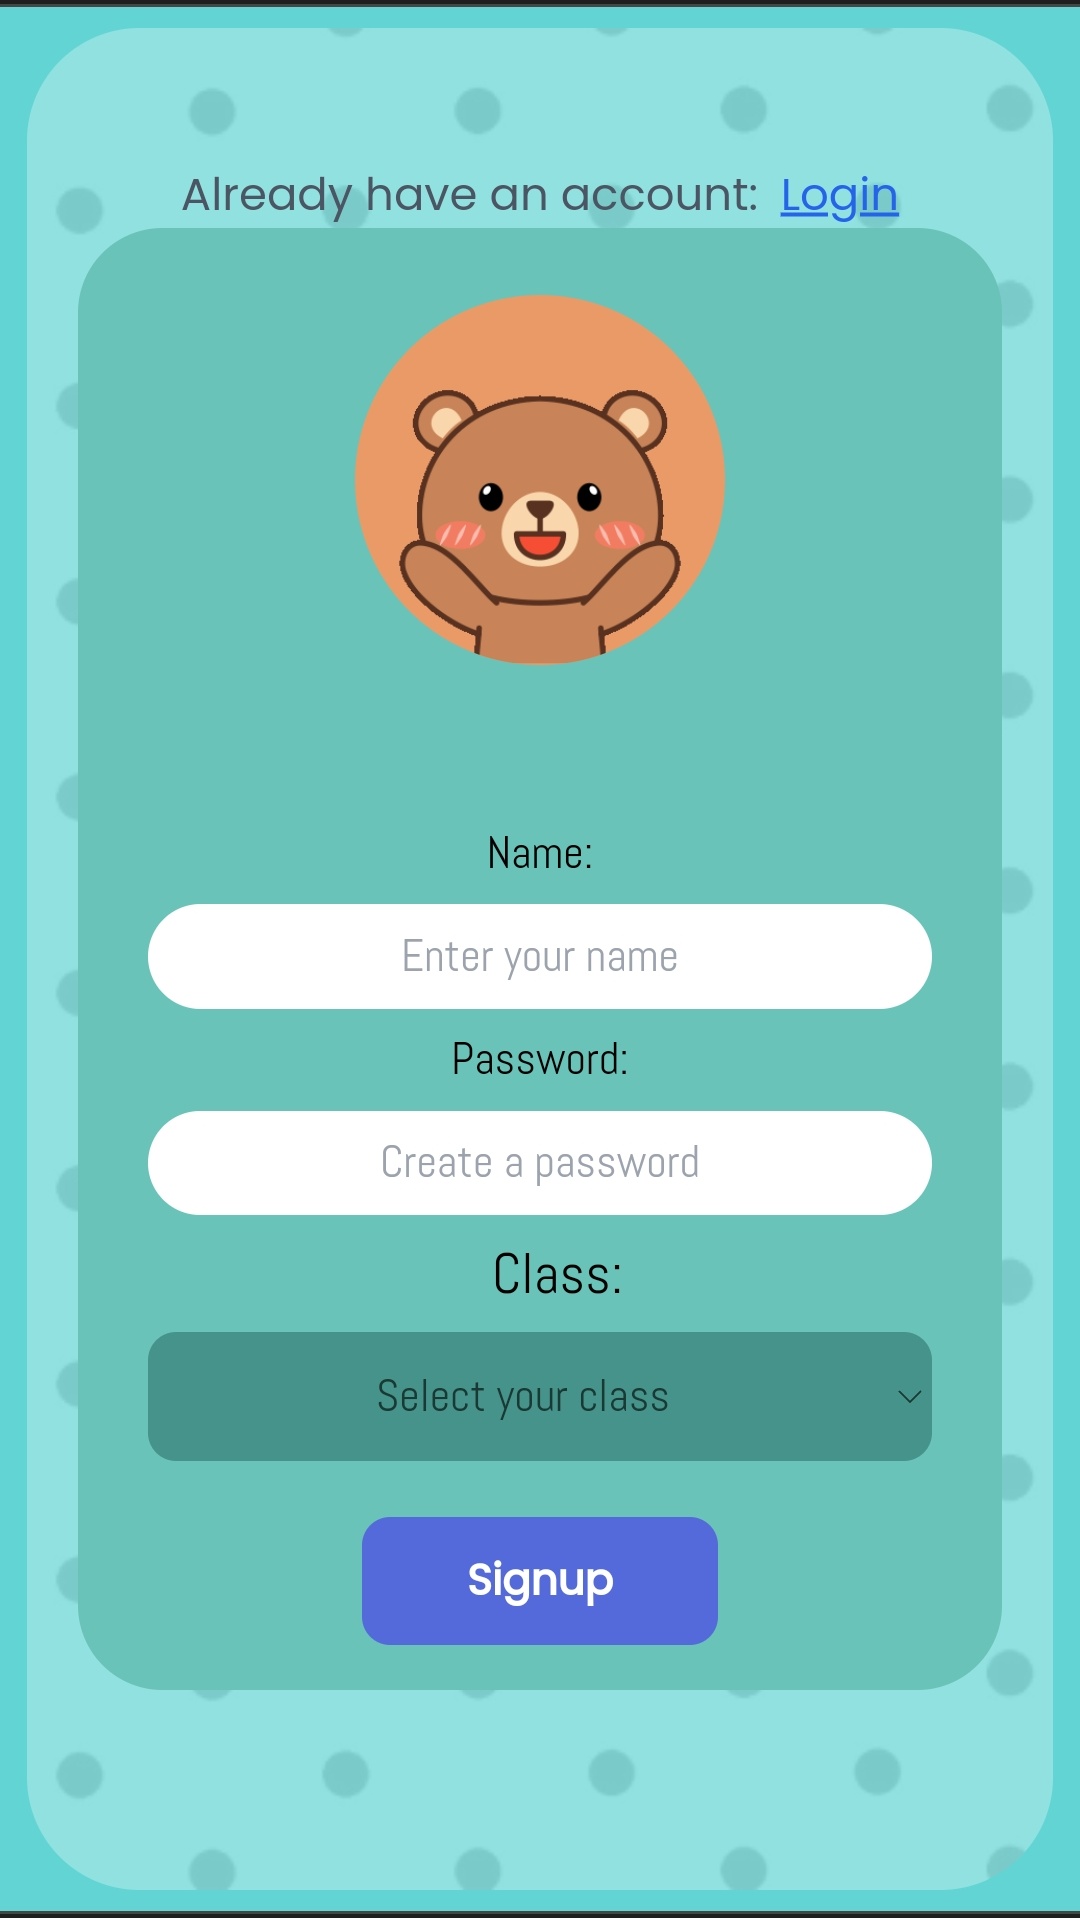 Already have an account: Login
Name:
Enter your name
Password:
Create a password
Class:
Select your class
Signup